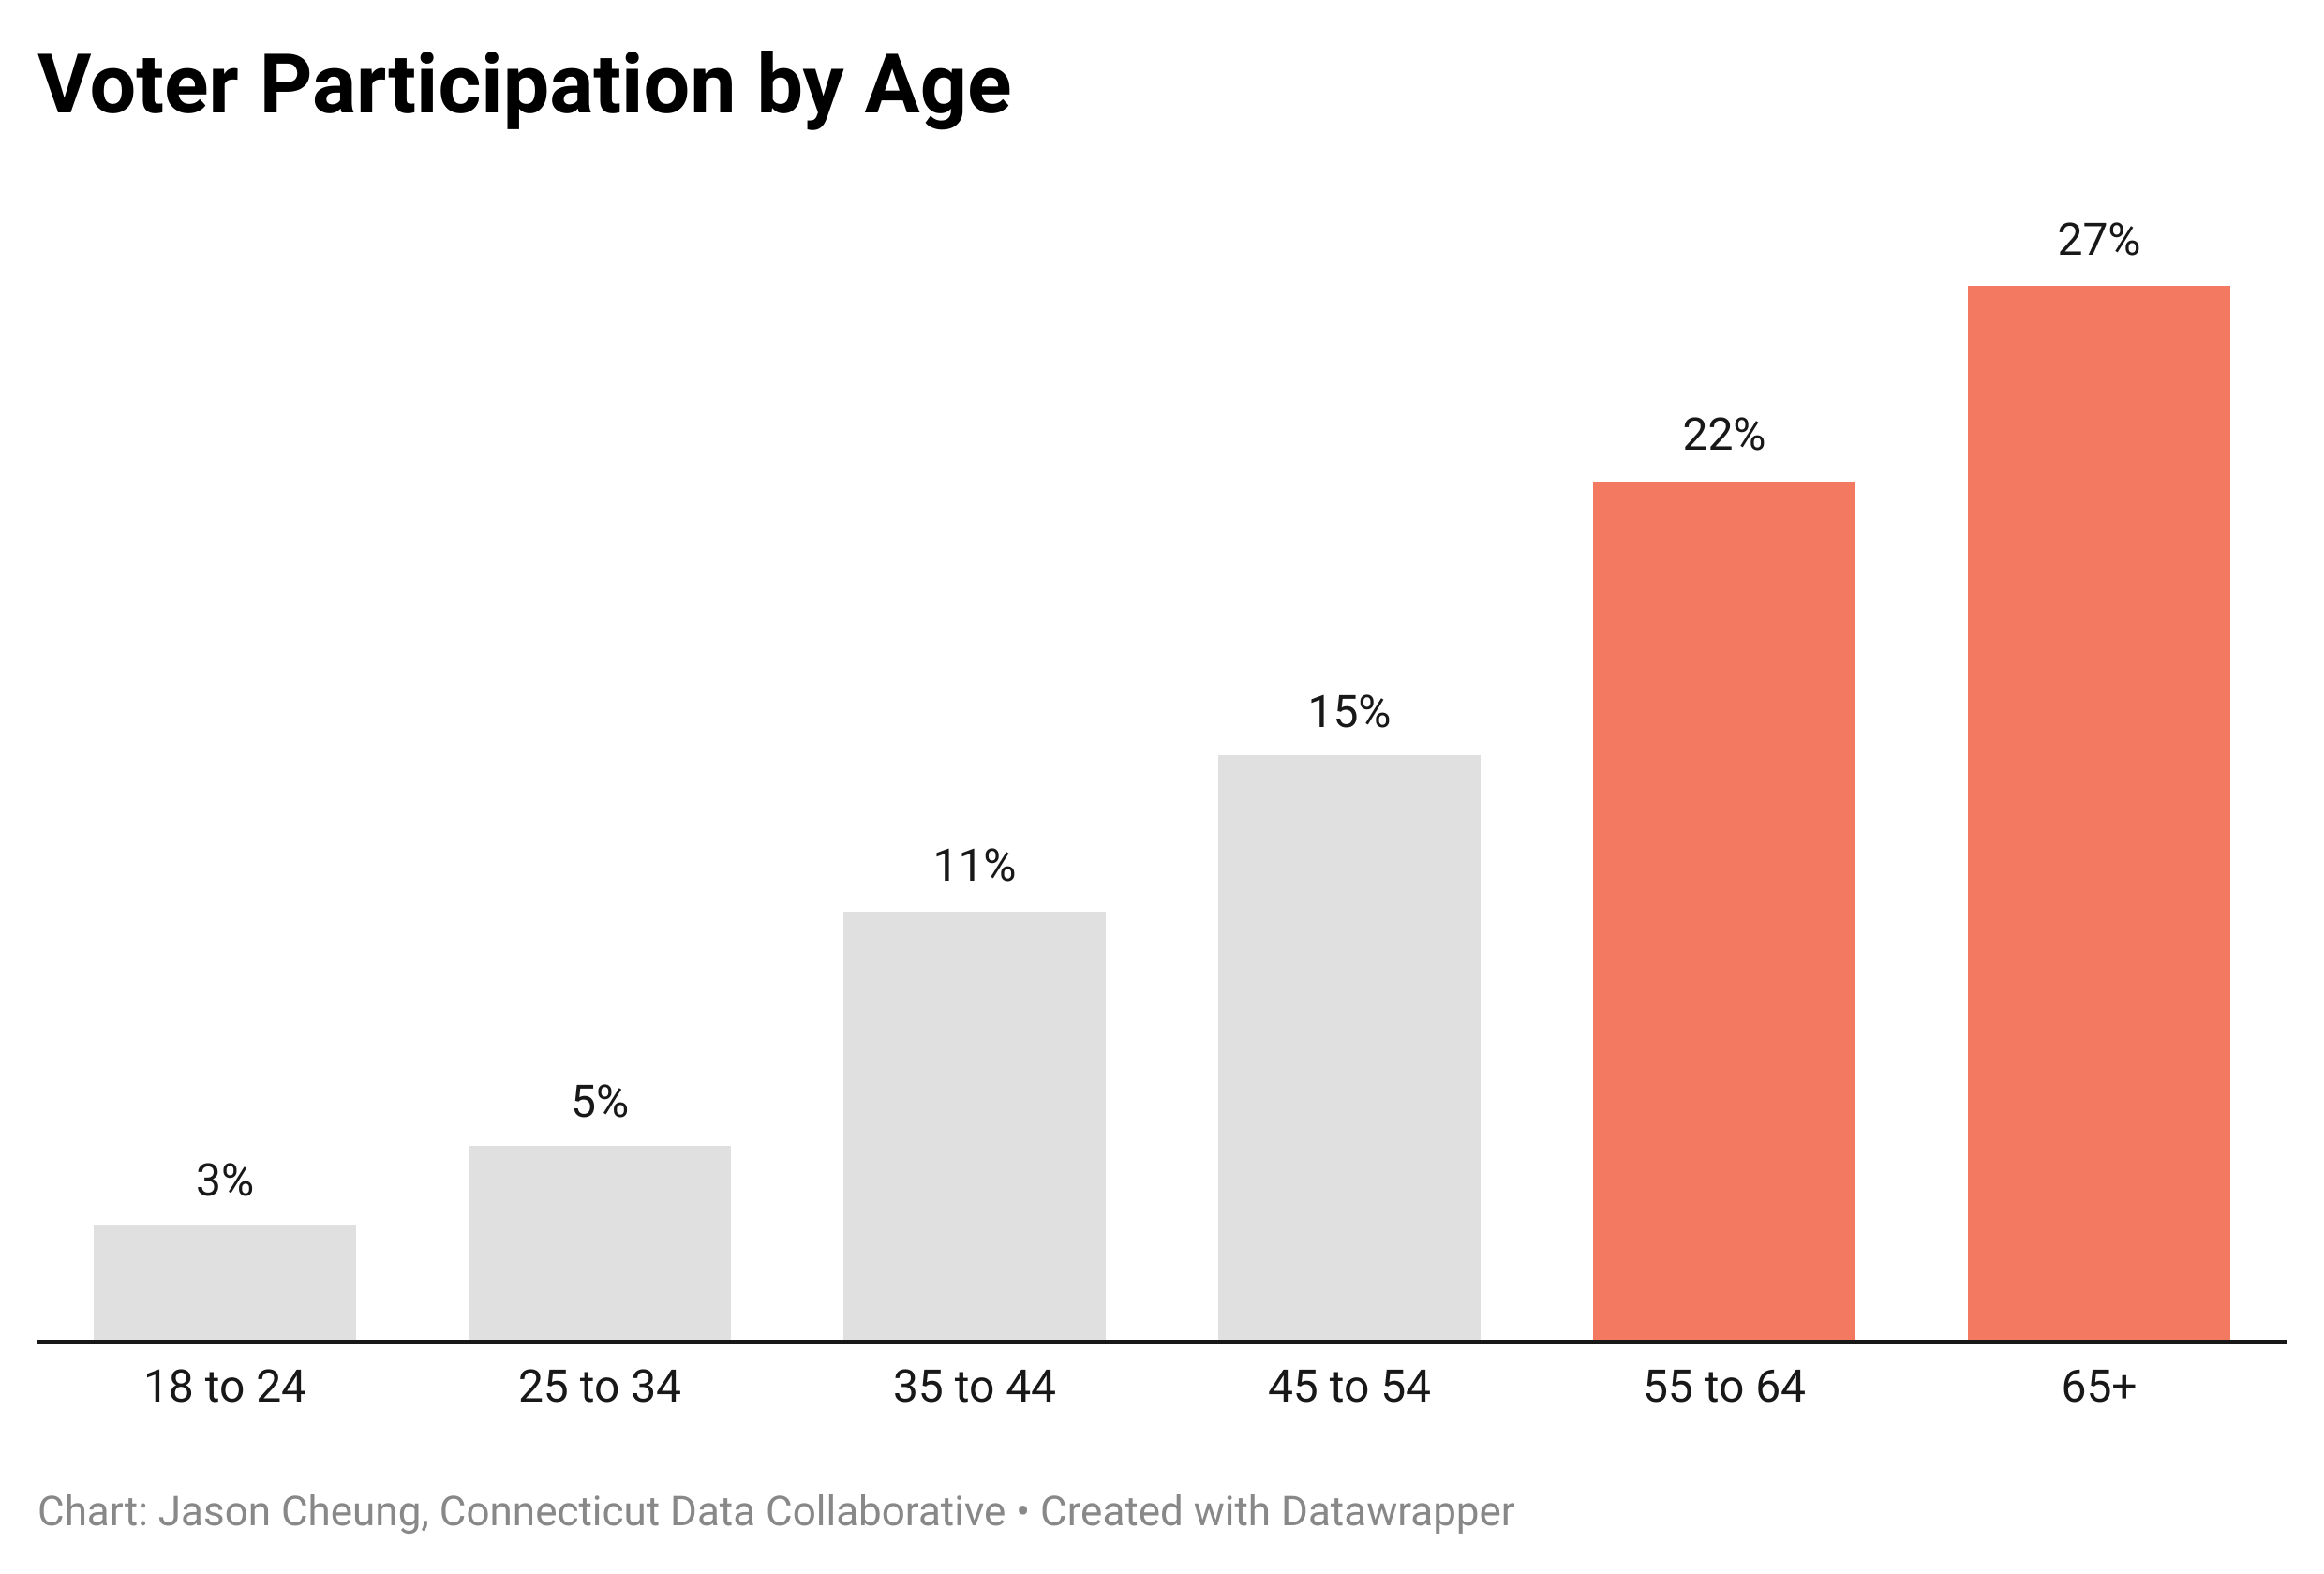 Voter Participation by Age
27%
22%
15%
11%
5%
3%
18 to 24 25 to 34 35 to 44 45 to 54 55 to 64 65+
Chart: Jason Cheung, Connecticut Data Collaborative • Created with Datawrapper